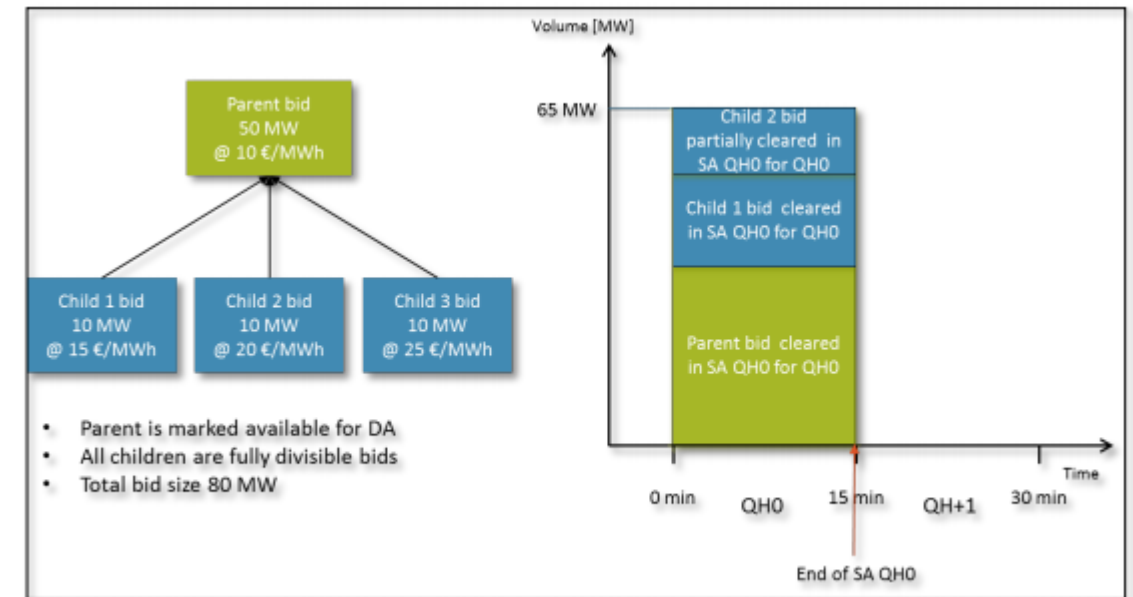 Volume [MW]
Parent bid
50 MW
@ 10 €/MWh
65 MW
Child 2 bid
partially cleared in
SA QH0 for QH0
Child 1 bid cleared
in SA QH0 for QH0
Child 1 bid
10 MW
@ 15 €/MWh
Child 2 bid
10 MW
@ 20 €/MWh
Child 3 bid
10 MW
@ 25 €/MWh
Parent bid cleared
in SA QH0 for QH0
• Parent is marked available for DA
• All children are fully divisible bids
• Total bid size 80 MW
Time
0 min
QH0
15 min
QH+1
30 min
End of SA QH0